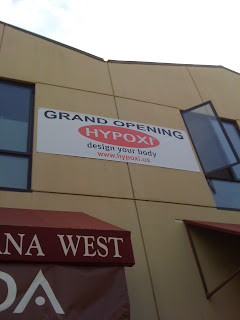 GRAND OPENING
HYPOXI
design your body
www.hypoxi.us
ANA WEST
DA